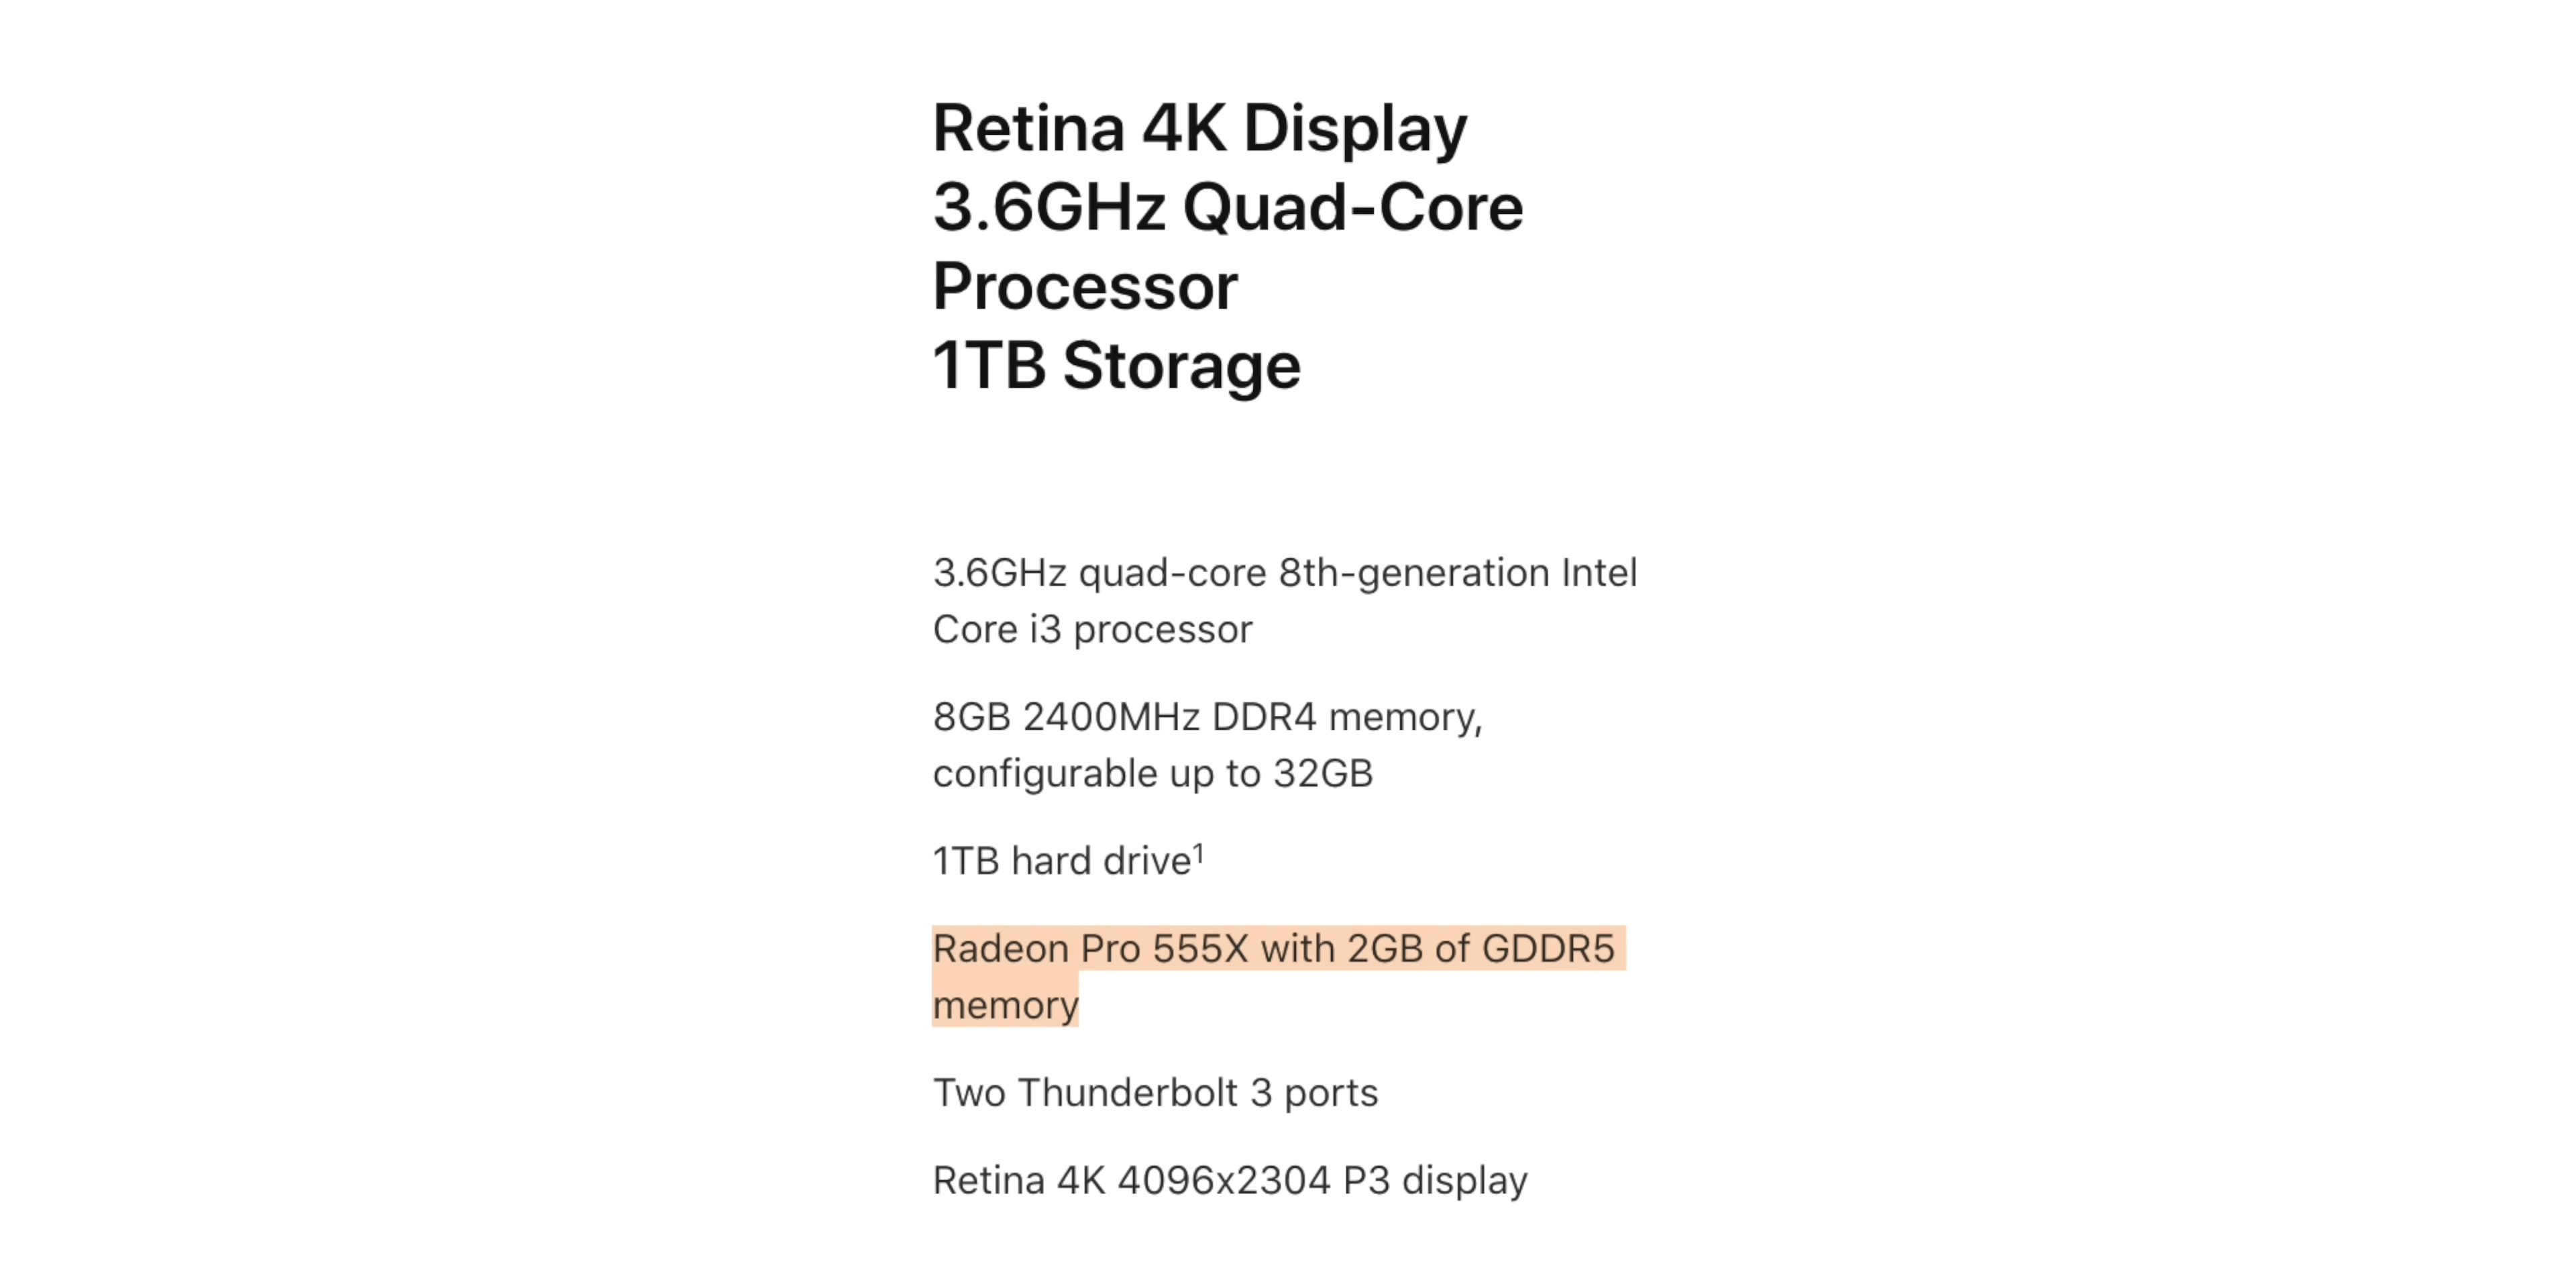 Retina 4K Display
3.6GHz Quad-Core
Processor
1TB Storage
3.6GHz quad-core 8th-generation Intel
Core i3 processor
8GB 2400MHz DDR4 memory,
configurable up to 32GB
1TB hard drive¹
Radeon Pro 555X with 2GB of GDDR5
memory
Two Thunderbolt 3 ports
Retina 4K 4096x2304 P3 display